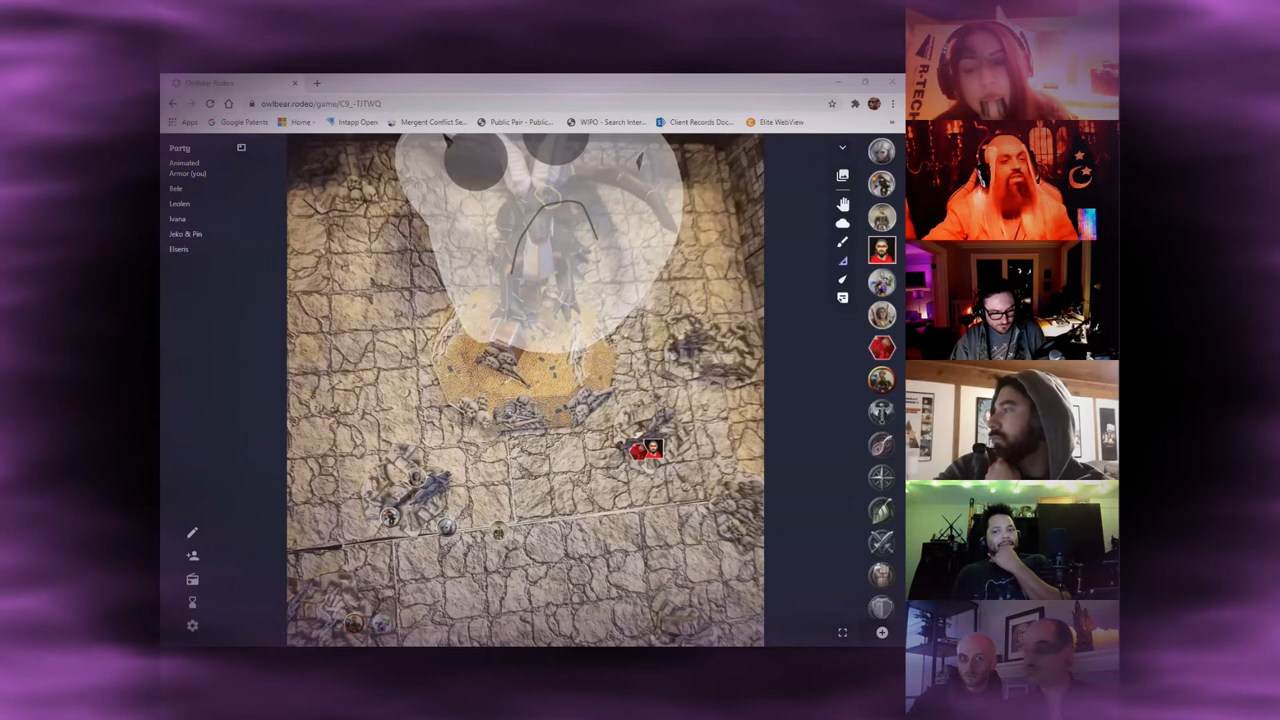 Owlbear Rodeo
owlbear.rodeo/game/C9_-TJTWQ
Apps
Google Patents
Home -
Intapp Open
Mergent Conflict Se...
Public Pair - Public...
WIPO - Search Inter...
Client Records Doc...
Elite WebView
»
Party
Animated
Armor (you)
Bele
Leolen
Ivana
Jeko & Pin
Elseris
R-TECH